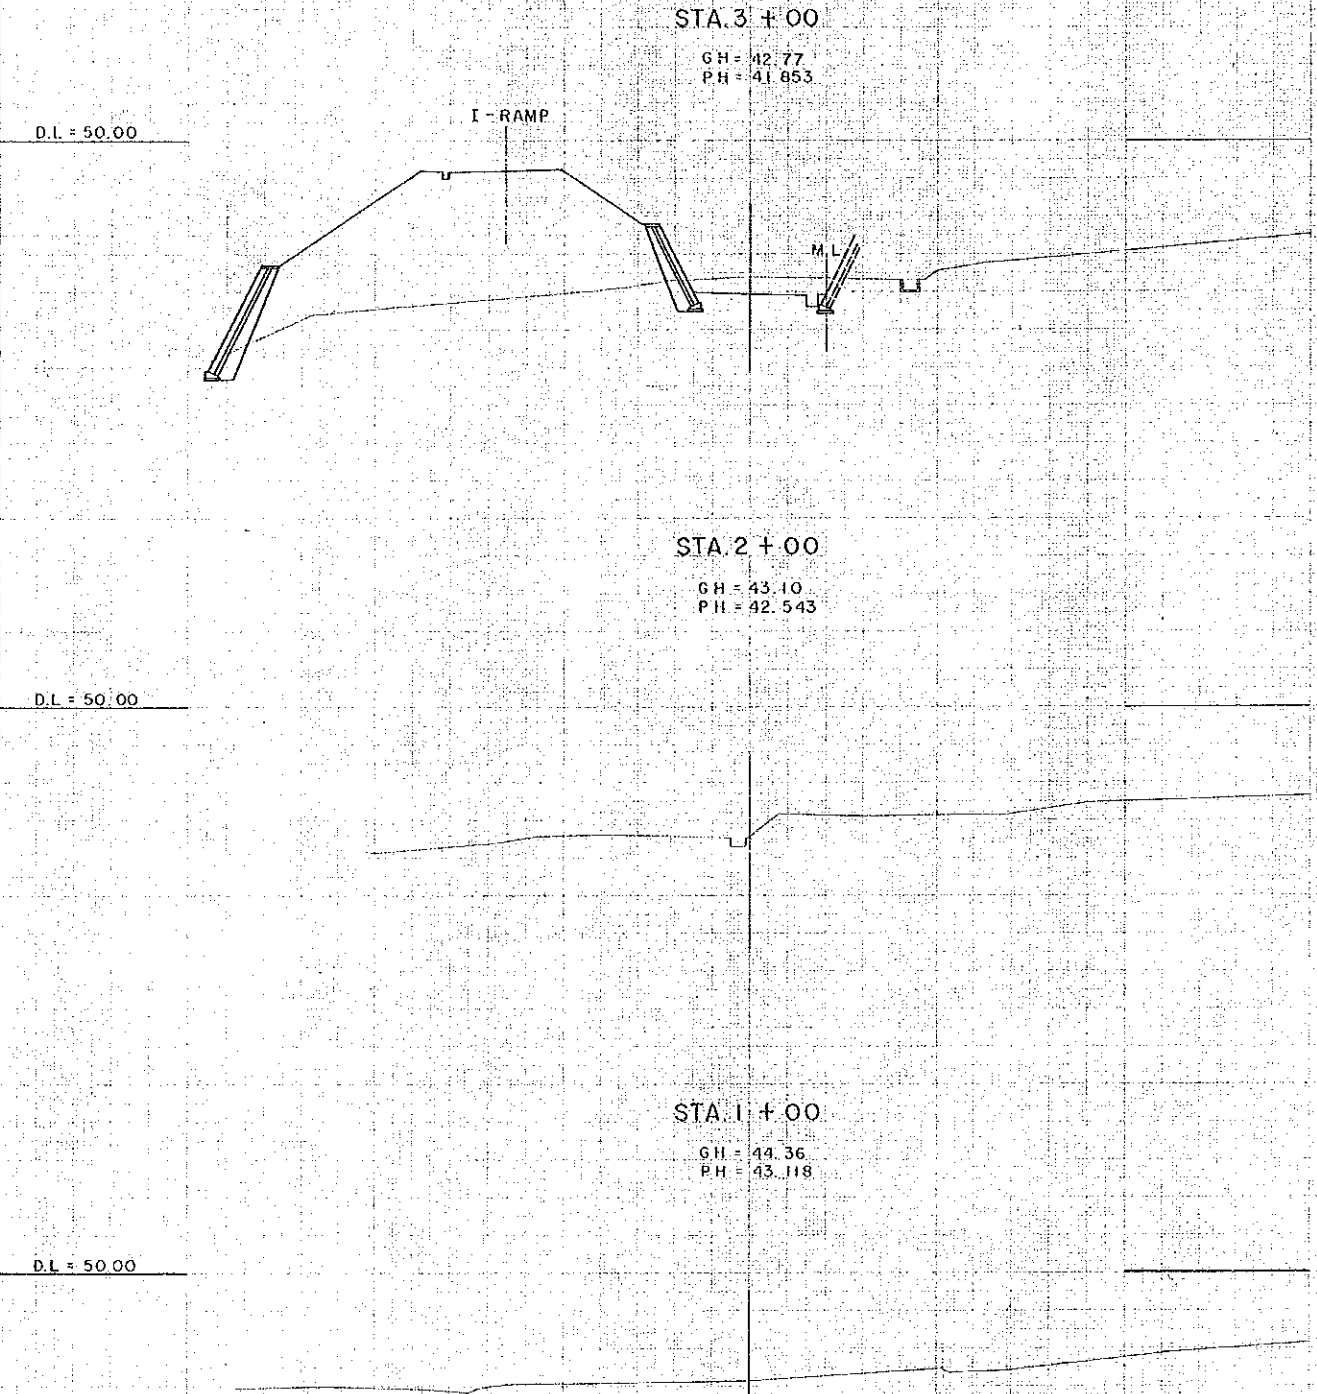 STA.3 + 00
GH = 42.77
PH = 41.853
I - RAMP
D.L = 50.00
M.L
STA.2 + 00
GH = 43.10
PH = 42.543
D.L = 50.00
STA.1 + 00
GH = 44.36
PH = 43.118
D.L = 50.00